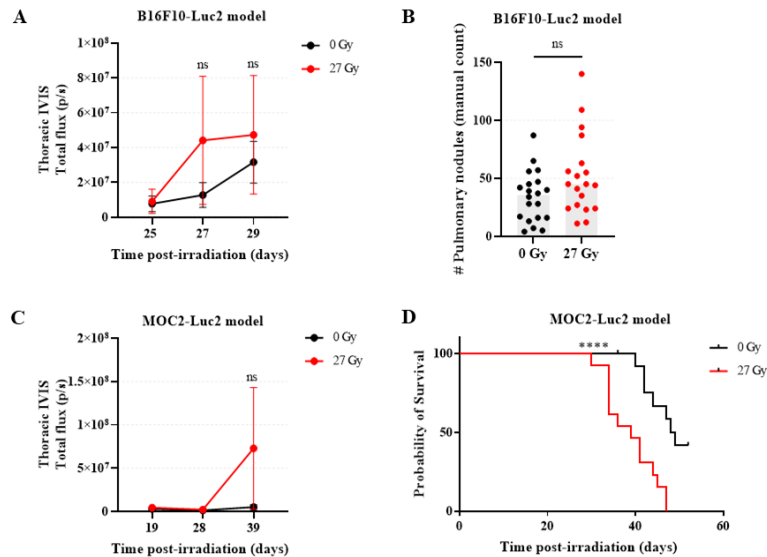 A
B16F10-Luc2 model
Thoracic IVIS
Total flux (p/s)
1×10⁸
8×10⁷
6×10⁷
4×10⁷
2×10⁷
0
ns
ns
25
27
29
Time post-irradiation (days)
0 Gy
27 Gy
B
B16F10-Luc2 model
# Pulmonary nodules (manual count)
150
100
50
0
ns
0 Gy
27 Gy
C
MOC2-Luc2 model
Thoracic IVIS
Total flux (p/s)
2×10⁸
1.5×10⁸
1×10⁸
5×10⁷
0
ns
19
28
39
Time post-irradiation (days)
0 Gy
27 Gy
D
MOC2-Luc2 model
Probability of Survival
100
50
0
****
0
20
40
60
Time post-irradiation (days)
0 Gy
27 Gy